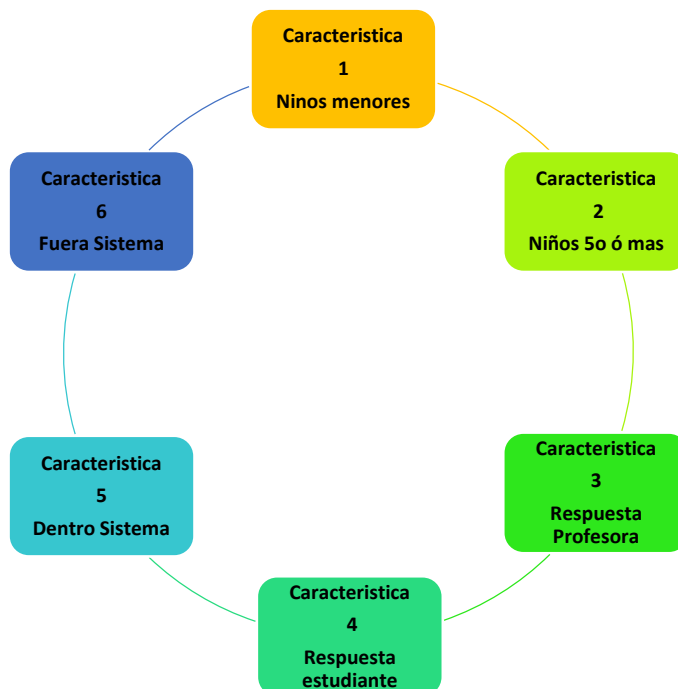 Caracteristica
1
Ninos menores
Caracteristica
2
Niños 5o ó mas
Caracteristica
3
Respuesta
Profesora
Caracteristica
4
Respuesta
estudiante
Caracteristica
5
Dentro Sistema
Caracteristica
6
Fuera Sistema